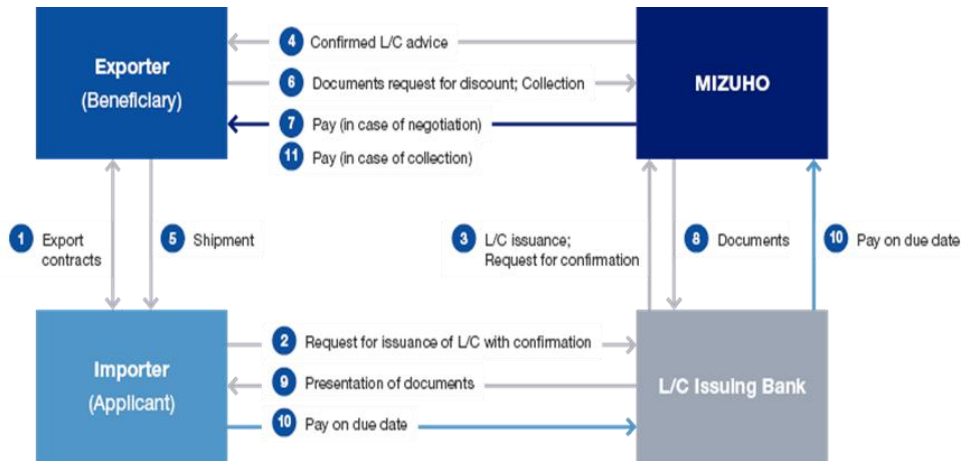 4 Confirmed L/C advice
Exporter
(Beneficiary)
6 Documents request for discount; Collection
MIZUHO
7 Pay (in case of negotiation)
11 Pay (in case of collection)
1 Export
contracts
5 Shipment
3 L/C issuance;
Request for confirmation
8 Documents
10 Pay on due date
2 Request for issuance of L/C with confirmation
Importer
(Applicant)
9 Presentation of documents
L/C Issuing Bank
10 Pay on due date